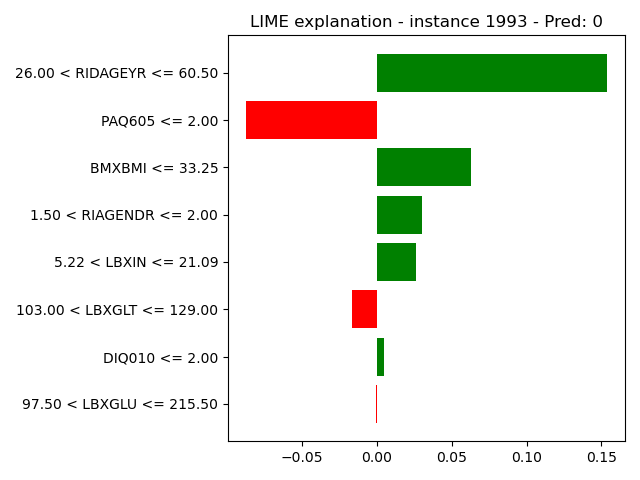 LIME explanation - instance 1993 - Pred: 0
26.00 < RIDAGEYR <= 60.50
PAQ605 <= 2.00
BMXBMI <= 33.25
1.50 < RIAGENDR <= 2.00
5.22 < LBXIN <= 21.09
103.00 < LBXGLT <= 129.00
DIQ010 <= 2.00
97.50 < LBXGLU <= 215.50
−0.05 0.00 0.05 0.10 0.15